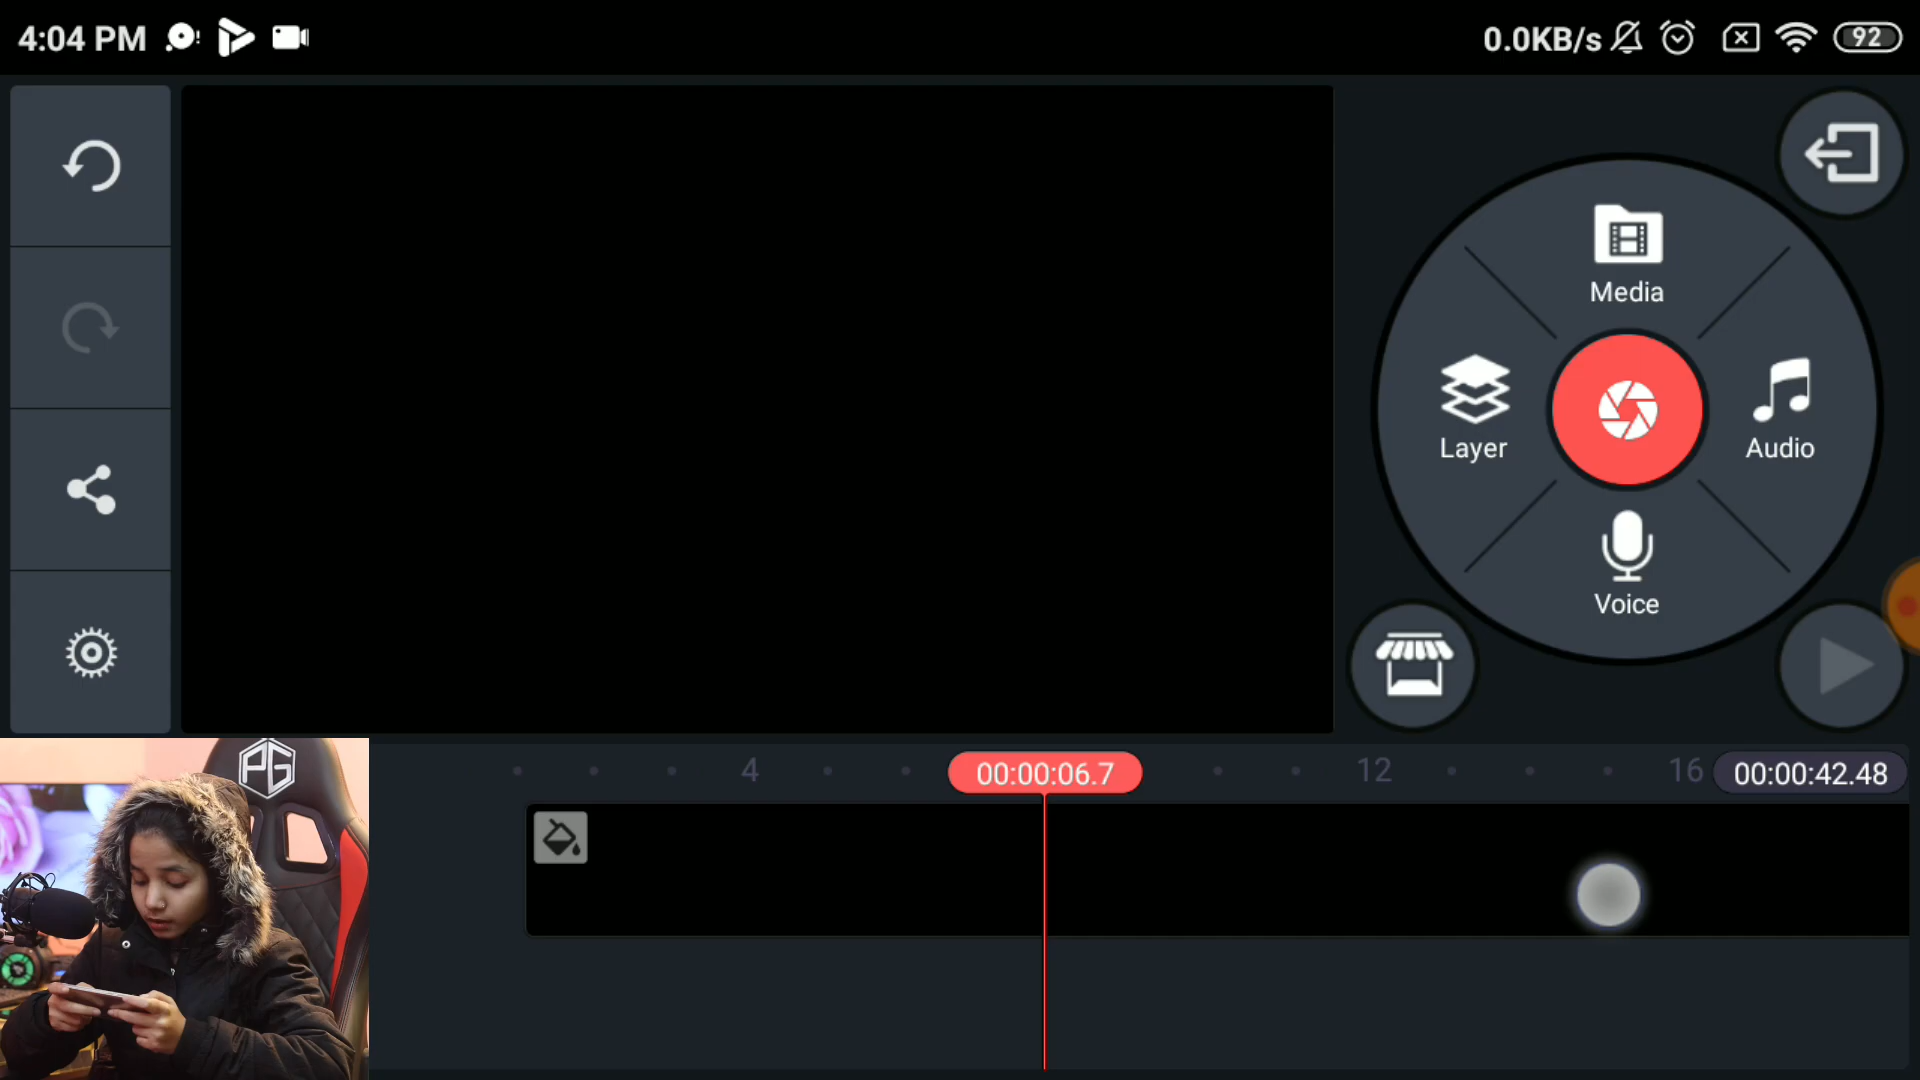 4:04 PM
0.0KB/s
92
Media
Layer
Audio
Voice
4
00:00:06.7
12
16
00:00:42.48
PG